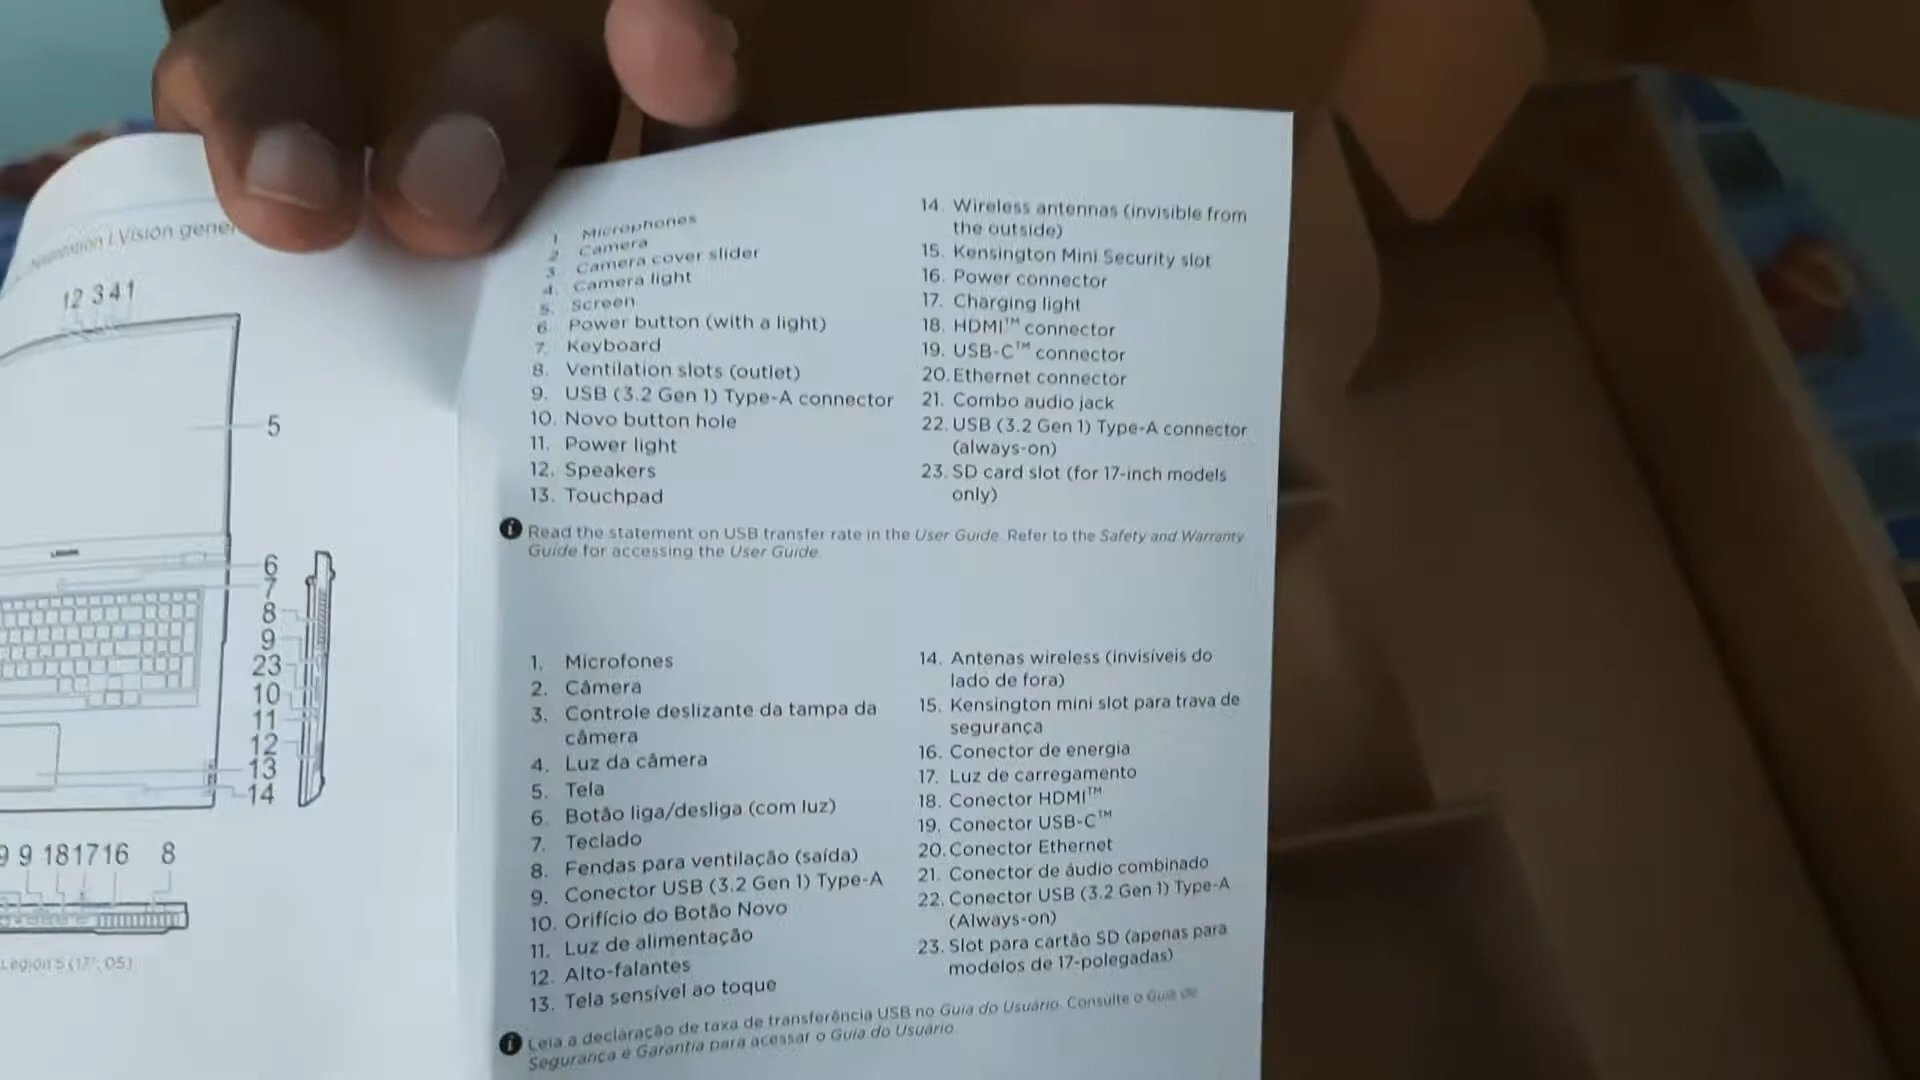 Visión gener
12 3 4 1
5
6
7
8
9
23
10
11
12
13
14
9 9 18 17 16 8
Legion 5 (17", 05)
1. Microphones
2. Camera
3. Camera cover slider
4. Camera light
5. Screen
6. Power button (with a light)
7. Keyboard
8. Ventilation slots (outlet)
9. USB (3.2 Gen 1) Type-A connector
10. Novo button hole
11. Power light
12. Speakers
13. Touchpad
14. Wireless antennas (invisible from
the outside)
15. Kensington Mini Security slot
16. Power connector
17. Charging light
18. HDMI™ connector
19. USB-C™ connector
20. Ethernet connector
21. Combo audio jack
22. USB (3.2 Gen 1) Type-A connector
(always-on)
23. SD card slot (for 17-inch models
only)
Read the statement on USB transfer rate in the User Guide. Refer to the Safety and Warranty
Guide for accessing the User Guide.
1. Microfones
2. Câmera
3. Controle deslizante da tampa da
câmera
4. Luz da câmera
5. Tela
6. Botão liga/desliga (com luz)
7. Teclado
8. Fendas para ventilação (saída)
9. Conector USB (3.2 Gen 1) Type-A
10. Orifício do Botão Novo
11. Luz de alimentação
12. Alto-falantes
13. Tela sensível ao toque
14. Antenas wireless (invisíveis do
lado de fora)
15. Kensington mini slot para trava de
segurança
16. Conector de energia
17. Luz de carregamento
18. Conector HDMI™
19. Conector USB-C™
20. Conector Ethernet
21. Conector de áudio combinado
22. Conector USB (3.2 Gen 1) Type-A
(Always-on)
23. Slot para cartão SD (apenas para
modelos de 17-polegadas)
Leia a declaração de taxa de transferência USB no Guia do Usuário. Consulte o Guia de
Segurança e Garantia para acessar o Guia do Usuário.